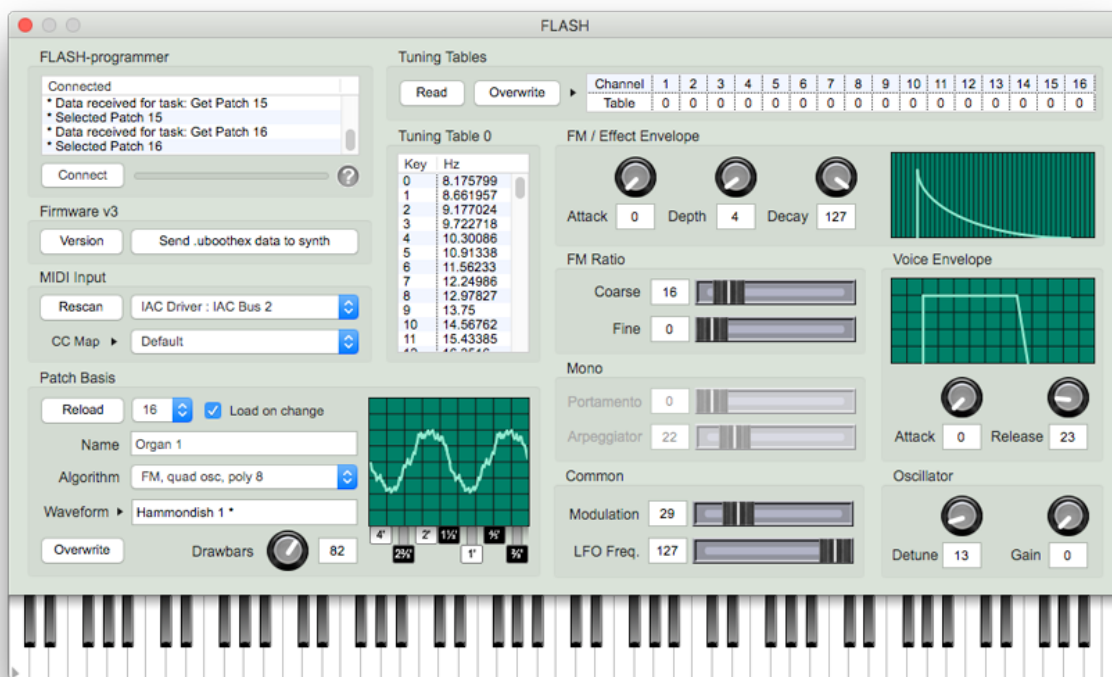 FLASH
FLASH-programmer
Connected
* Data received for task: Get Patch 15
* Selected Patch 15
* Data received for task: Get Patch 16
* Selected Patch 16
Connect ?
Firmware v3
Version Send .uboothex data to synth
MIDI Input
Rescan IAC Driver : IAC Bus 2
CC Map Default
Patch Basis
Reload 16 Load on change
Name Organ 1
Algorithm FM, quad osc, poly 8
Waveform Hammondish 1 *
Overwrite Drawbars 82
4' 2⅔' 2' 1⅓' 1' ⅘' ⅔'
Tuning Tables
Read Overwrite
Channel 1 2 3 4 5 6 7 8 9 10 11 12 13 14 15 16
Table 0 0 0 0 0 0 0 0 0 0 0 0 0 0 0 0
Tuning Table 0
Key Hz
0 8.175799
1 8.661957
2 9.177024
3 9.722718
4 10.30086
5 10.91338
6 11.56233
7 12.24986
8 12.97827
9 13.75
10 14.56762
11 15.43385
FM / Effect Envelope
Attack 0 Depth 4 Decay 127
FM Ratio
Coarse 16
Fine 0
Mono
Portamento 0
Arpeggiator 22
Common
Modulation 29
LFO Freq. 127
Voice Envelope
Attack 0 Release 23
Oscillator
Detune 13 Gain 0